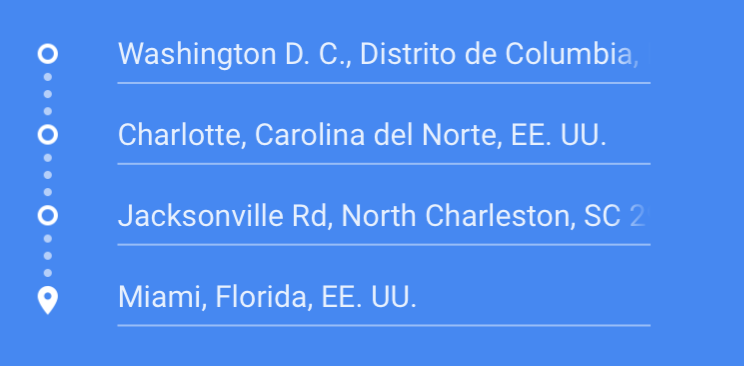 Washington D. C., Distrito de Columbia,
Charlotte, Carolina del Norte, EE. UU.
Jacksonville Rd, North Charleston, SC
Miami, Florida, EE. UU.